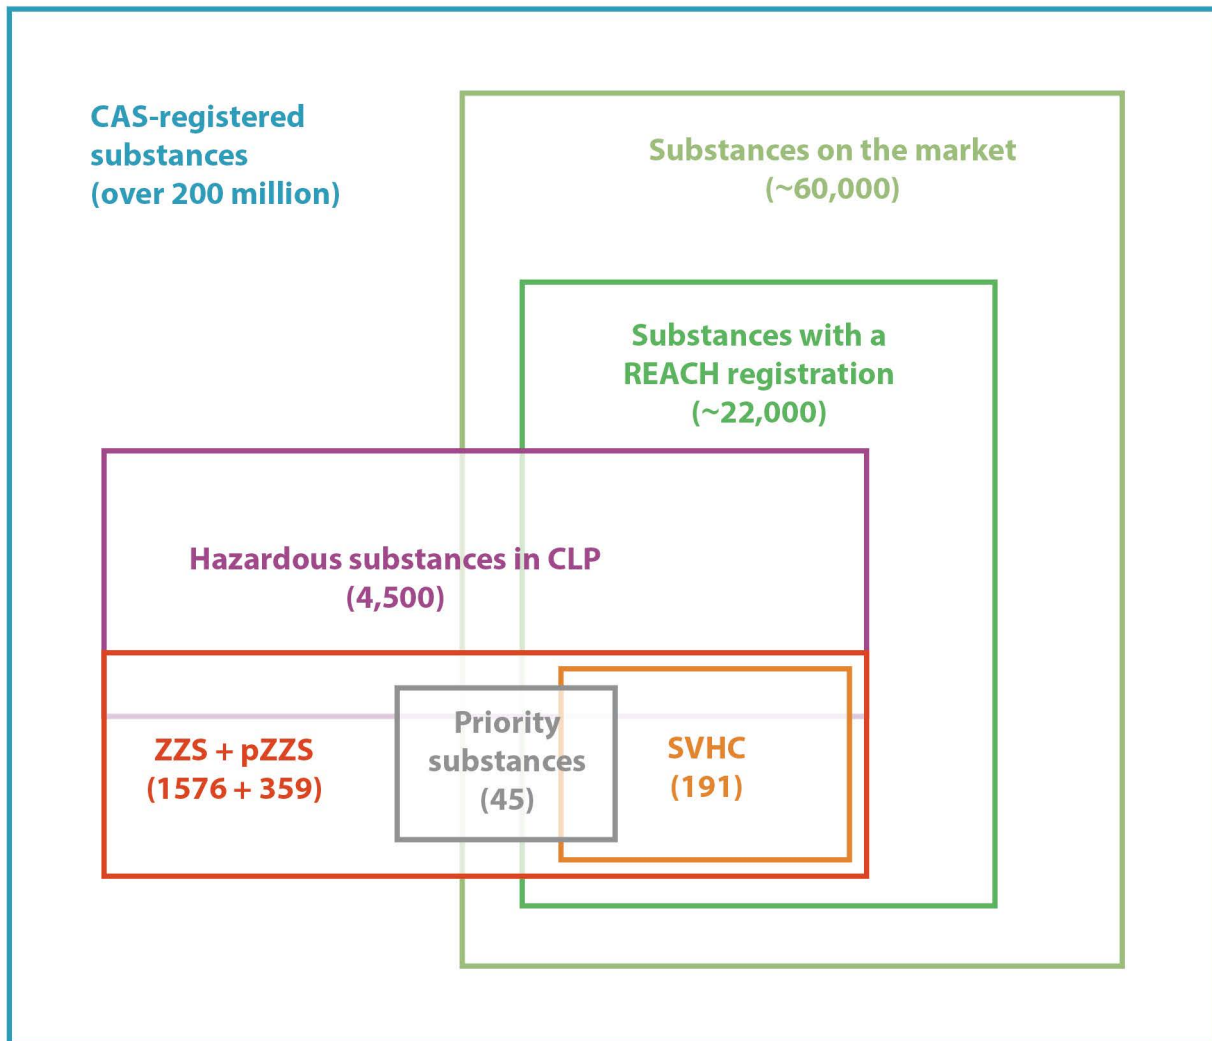 CAS-registered
substances
(over 200 million)
Substances on the market
(~60,000)
Substances with a
REACH registration
(~22,000)
Hazardous substances in CLP
(4,500)
ZZS + pZZS
(1576 + 359)
Priority
substances
(45)
SVHC
(191)